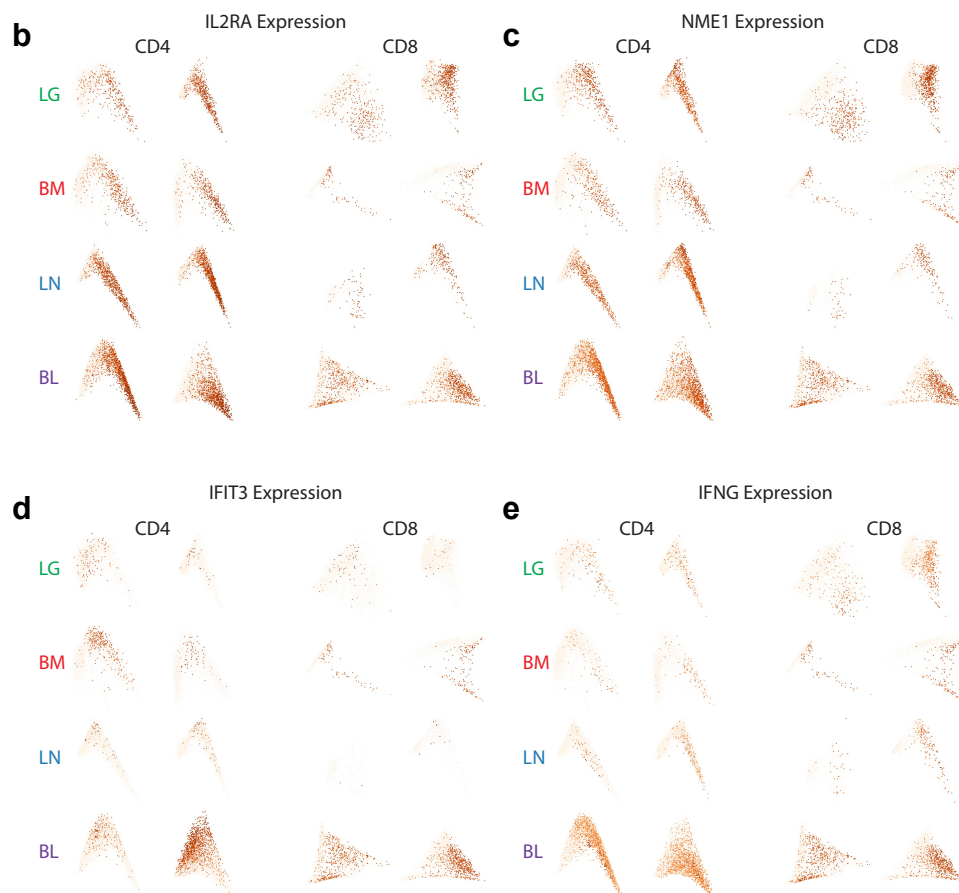 b
IL2RA Expression
CD4
CD8
LG
BM
LN
BL
c
NME1 Expression
CD4
CD8
LG
BM
LN
BL
d
IFIT3 Expression
CD4
CD8
LG
BM
LN
BL
e
IFNG Expression
CD4
CD8
LG
BM
LN
BL